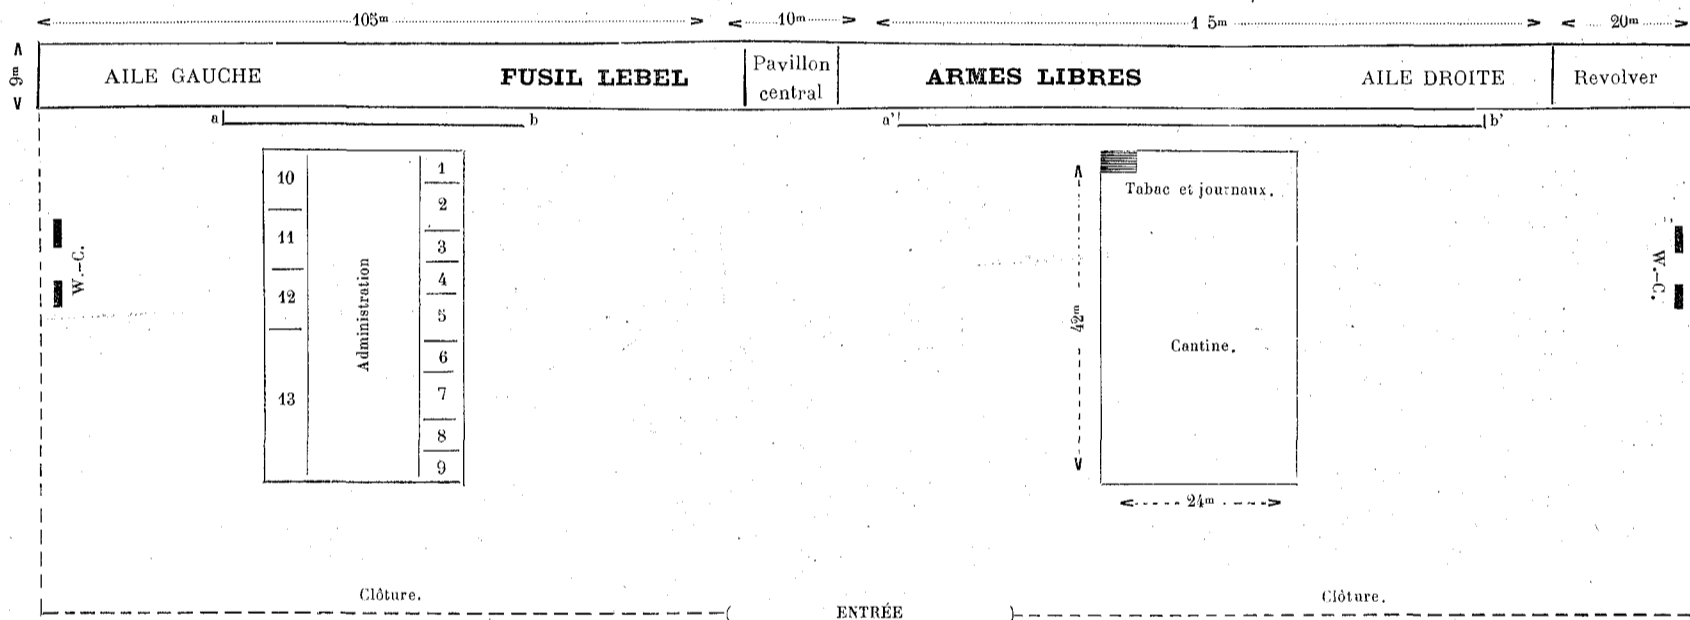 105m 10m 1 5m 20m
9m
AILE GAUCHE FUSIL LEBEL Pavillon central ARMES LIBRES AILE DROITE Revolver
a b a' b'
10 1
2
11 3
4
12 5
6
13 7
8
9
Administration
W.-C.
Tabac et journaux.
42m
Cantine.
24m
W.-C.
Clôture. Clôture.
ENTRÉE